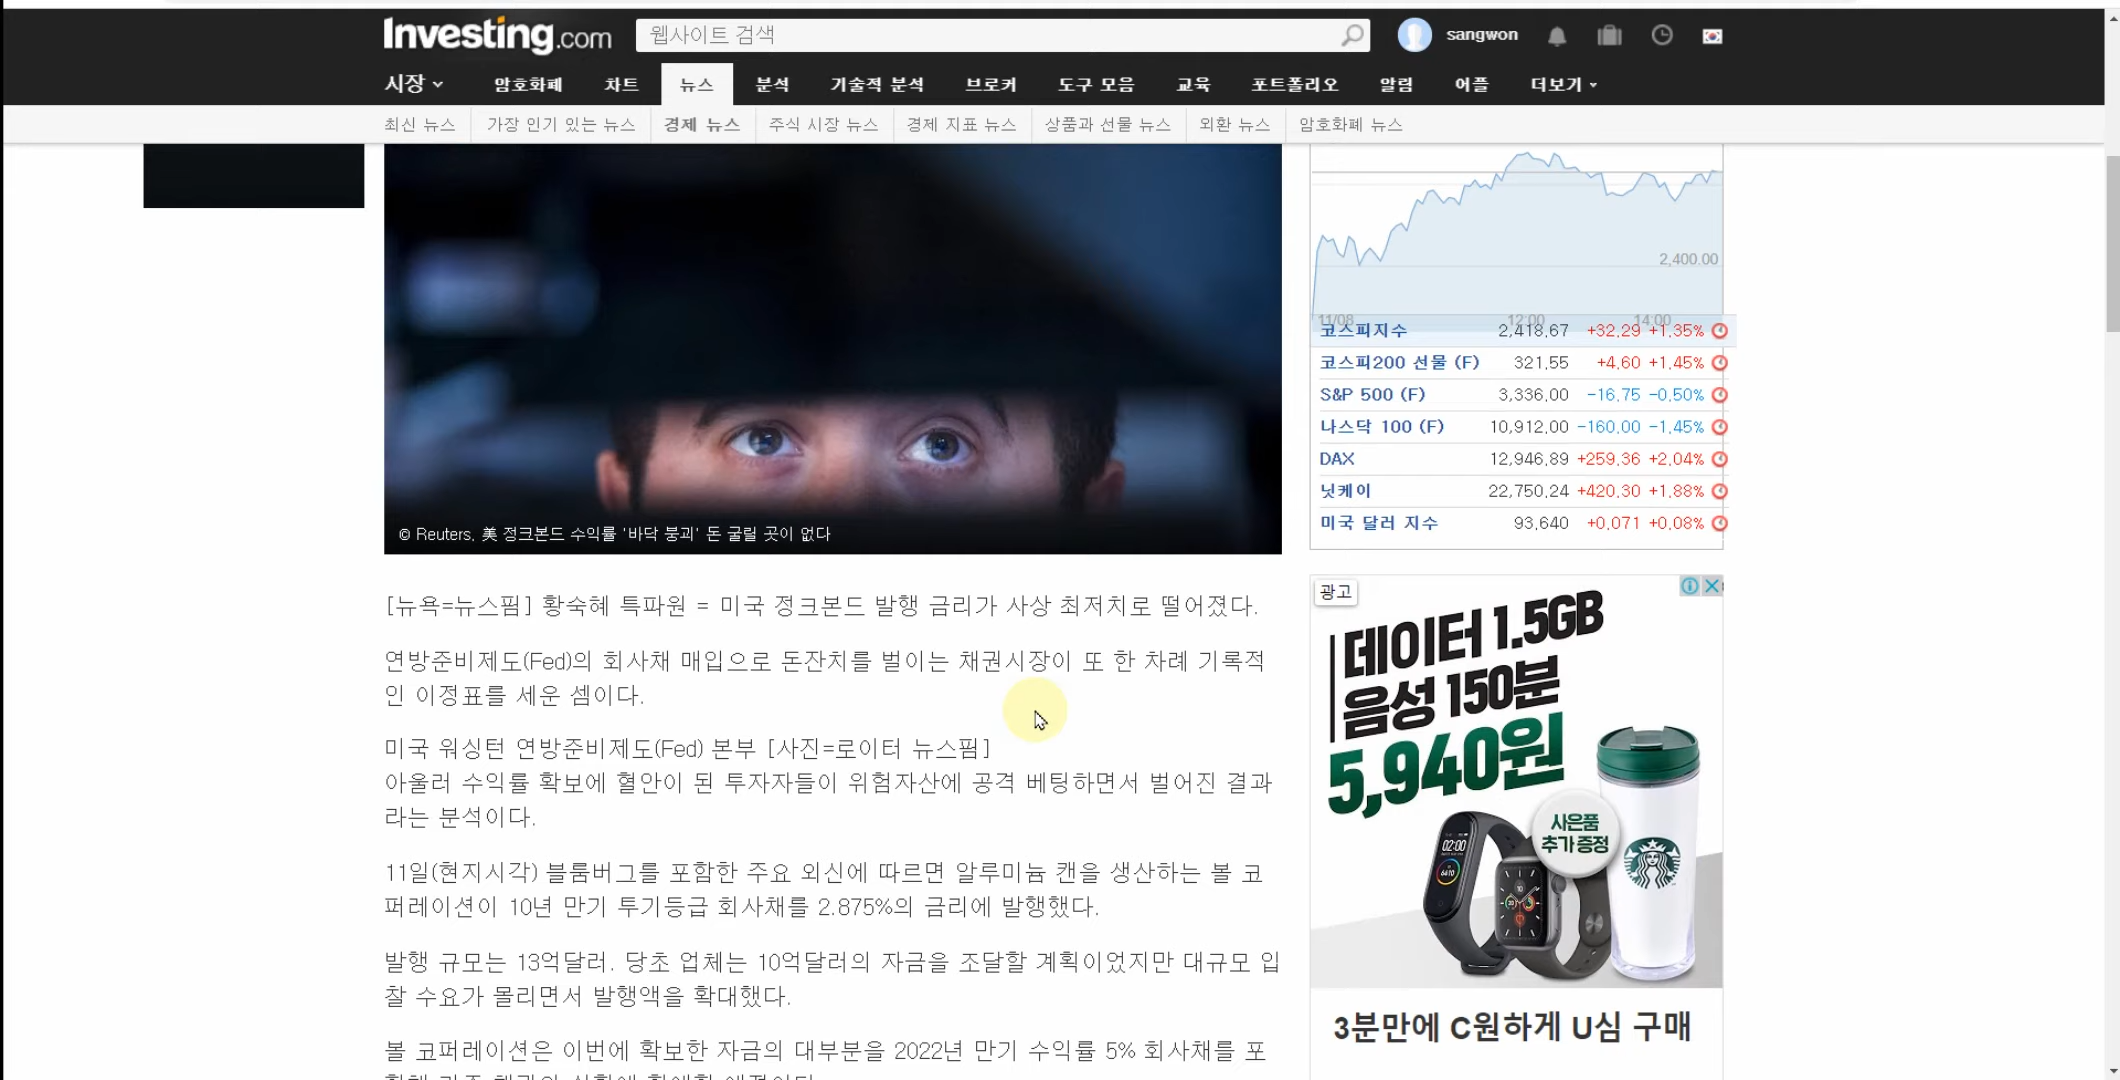 Investing.com
웹사이트 검색
sangwon
시장
암호화폐
차트
뉴스
분석
기술적 분석
브로커
도구 모음
교육
포트폴리오
알림
어플
더보기
최신 뉴스
가장 인기 있는 뉴스
경제 뉴스
주식 시장 뉴스
경제 지표 뉴스
상품과 선물 뉴스
외환 뉴스
암호화폐 뉴스
© Reuters. 美 정크본드 수익률 '바닥 붕괴' 돈 굴릴 곳이 없다
[뉴욕=뉴스핌] 황숙혜 특파원 = 미국 정크본드 발행 금리가 사상 최저치로 떨어졌다.
연방준비제도(Fed)의 회사채 매입으로 돈잔치를 벌이는 채권시장이 또 한 차례 기록적
인 이정표를 세운 셈이다.
미국 워싱턴 연방준비제도(Fed) 본부 [사진=로이터 뉴스핌]
아울러 수익률 확보에 혈안이 된 투자자들이 위험자산에 공격 베팅하면서 벌어진 결과
라는 분석이다.
11일(현지시각) 블룸버그를 포함한 주요 외신에 따르면 알루미늄 캔을 생산하는 볼 코
퍼레이션이 10년 만기 투기등급 회사채를 2.875%의 금리에 발행했다.
발행 규모는 13억달러. 당초 업체는 10억달러의 자금을 조달할 계획이었지만 대규모 입
찰 수요가 몰리면서 발행액을 확대했다.
볼 코퍼레이션은 이번에 확보한 자금의 대부분을 2022년 만기 수익률 5% 회사채를 포
2,400.00
11/08 12:00 14:00
코스피지수 2,418.67 +32.29 +1.35%
코스피200 선물 (F) 321.55 +4.60 +1.45%
S&P 500 (F) 3,336.00 -16.75 -0.50%
나스닥 100 (F) 10,912.00 -160.00 -1.45%
DAX 12,946.89 +259.36 +2.04%
닛케이 22,750.24 +420.30 +1.88%
미국 달러 지수 93.640 +0.071 +0.08%
광고
데이터 1.5GB
음성 150분
5,940원
사은품
추가 증정
02:00
3분만에 C원하게 U심 구매